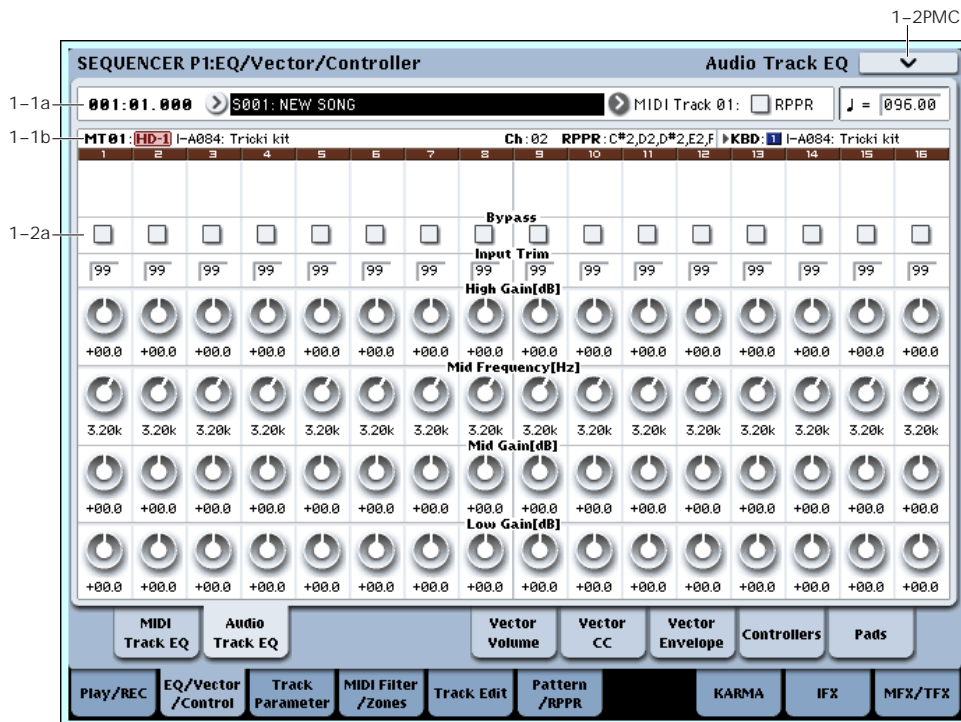 1–2PMC
SEQUENCER P1:EQ/Vector/Controller Audio Track EQ
1–1a 001:01.000 S001: NEW SONG MIDI Track 01: RPPR ♩ = 096.00
1–1b MT01: HD-1 I-A084: Tricki kit Ch:02 RPPR:C#2,D2,D#2,E2,F KBD: 1 I-A084: Tricki kit
1 2 3 4 5 6 7 8 9 10 11 12 13 14 15 16
Bypass
1–2a
Input Trim
99 99 99 99 99 99 99 99 99 99 99 99 99 99 99 99
High Gain[dB]
+00.0 +00.0 +00.0 +00.0 +00.0 +00.0 +00.0 +00.0 +00.0 +00.0 +00.0 +00.0 +00.0 +00.0 +00.0 +00.0
Mid Frequency[Hz]
3.20k 3.20k 3.20k 3.20k 3.20k 3.20k 3.20k 3.20k 3.20k 3.20k 3.20k 3.20k 3.20k 3.20k 3.20k 3.20k
Mid Gain[dB]
+00.0 +00.0 +00.0 +00.0 +00.0 +00.0 +00.0 +00.0 +00.0 +00.0 +00.0 +00.0 +00.0 +00.0 +00.0 +00.0
Low Gain[dB]
+00.0 +00.0 +00.0 +00.0 +00.0 +00.0 +00.0 +00.0 +00.0 +00.0 +00.0 +00.0 +00.0 +00.0 +00.0 +00.0
MIDI Track EQ
Audio Track EQ
Vector Volume
Vector CC
Vector Envelope
Controllers
Pads
Play/REC
EQ/Vector /Control
Track Parameter
MIDI Filter /Zones
Track Edit
Pattern /RPPR
KARMA
IFX
MFX/TFX